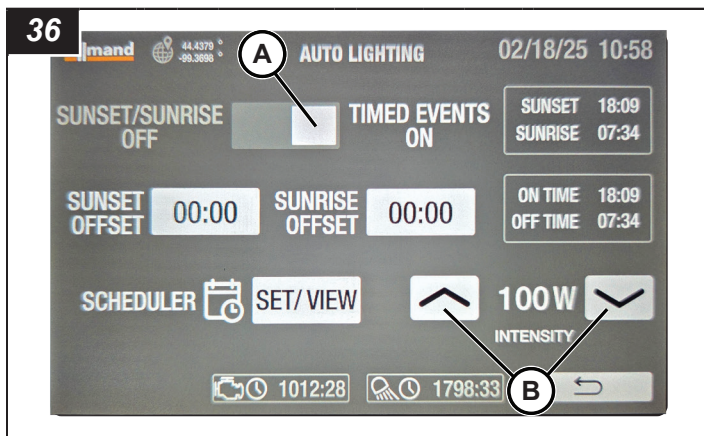 36
mand
44.4379 °
-99.3698 °
A
AUTO LIGHTING
02/18/25 10:58
SUNSET/SUNRISE
OFF
TIMED EVENTS
ON
SUNSET 18:09
SUNRISE 07:34
SUNSET
OFFSET
00:00
SUNRISE
OFFSET
00:00
ON TIME 18:09
OFF TIME 07:34
SCHEDULER
SET/ VIEW
100W
INTENSITY
1012:28
1798:33
B